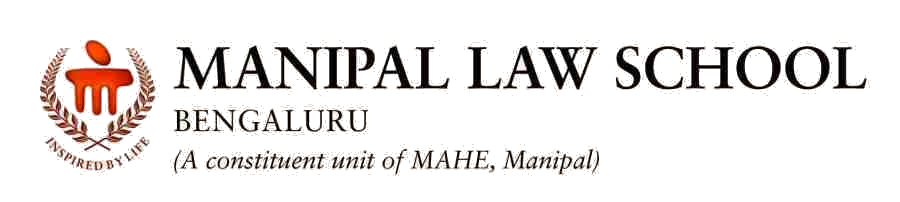 MANIPAL LAW SCHOOL
BENGALURU
(A constituent unit of MAHE, Manipal)
INSPIRED BY LIFE